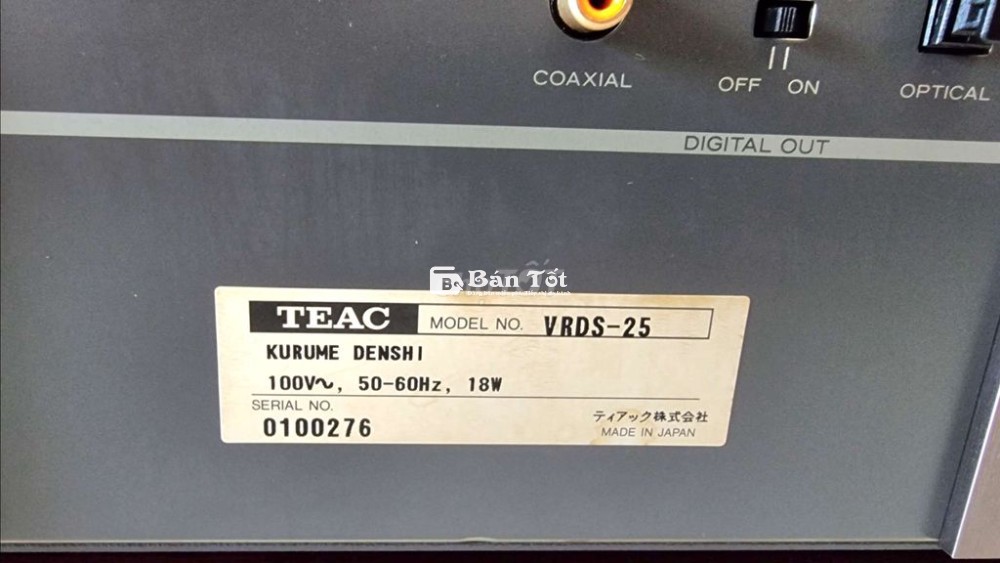 COAXIAL
OFF ON
OPTICAL
DIGITAL OUT
Bán Tốt
TEAC MODEL NO. VRDS-25
KURUME DENSHI
100V~, 50-60Hz, 18W
SERIAL NO.
0100276
ティアック株式会社
MADE IN JAPAN